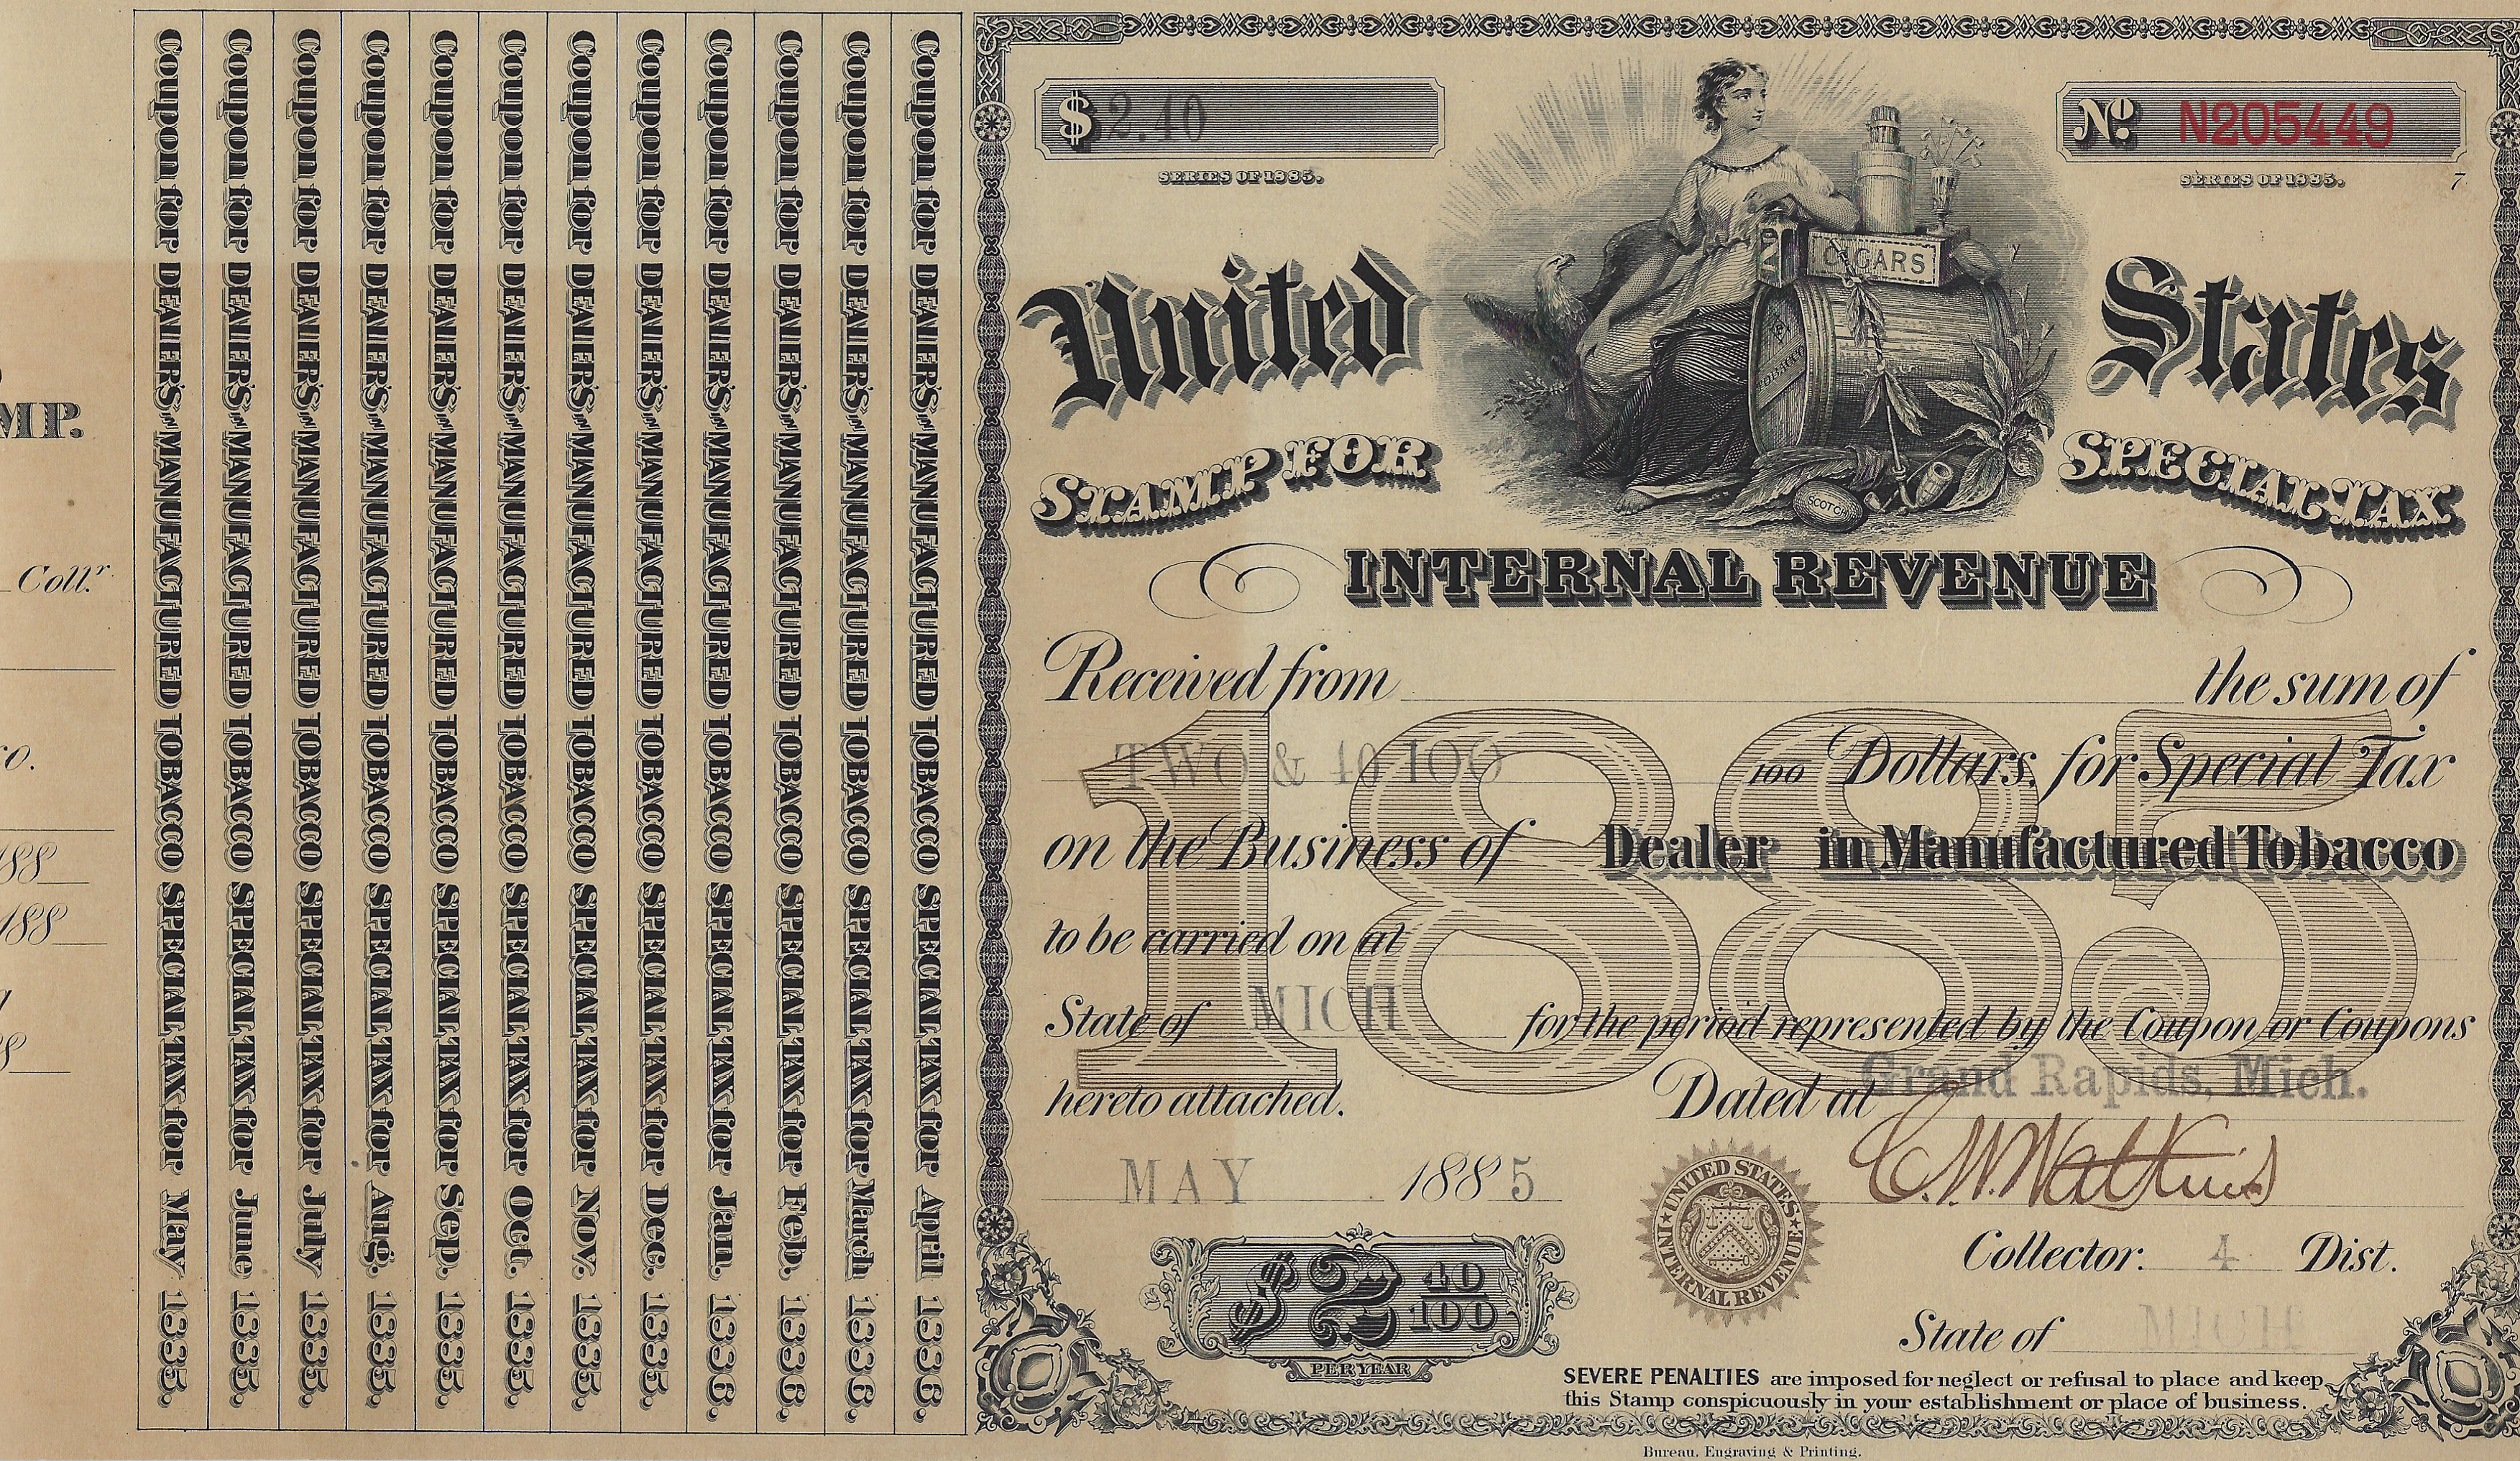 MP.
Coll.r
o.
188
188
8
Coupon for DEALER'S IN MANUFACTURED TOBACCO SPECIAL TAX for May 1885.
Coupon for DEALER'S IN MANUFACTURED TOBACCO SPECIAL TAX for June 1885.
Coupon for DEALER'S IN MANUFACTURED TOBACCO SPECIAL TAX for July 1885.
Coupon for DEALER'S IN MANUFACTURED TOBACCO SPECIAL TAX for Aug. 1885.
Coupon for DEALER'S IN MANUFACTURED TOBACCO SPECIAL TAX for Sep. 1885.
Coupon for DEALER'S IN MANUFACTURED TOBACCO SPECIAL TAX for Oct. 1885.
Coupon for DEALER'S IN MANUFACTURED TOBACCO SPECIAL TAX for Nov. 1885.
Coupon for DEALER'S IN MANUFACTURED TOBACCO SPECIAL TAX for Dec. 1885.
Coupon for DEALER'S IN MANUFACTURED TOBACCO SPECIAL TAX for Jan. 1886.
Coupon for DEALER'S IN MANUFACTURED TOBACCO SPECIAL TAX for Feb. 1886.
Coupon for DEALER'S IN MANUFACTURED TOBACCO SPECIAL TAX for March 1886.
Coupon for DEALER'S IN MANUFACTURED TOBACCO SPECIAL TAX for April 1886.
$ 2.40
No. N205449
SERIES OF 1885.
SERIES OF 1885.
7
2
CIGARS
TOBACCO
SCOTCH
United States
STAMP FOR SPECIAL TAX
INTERNAL REVENUE
Received from the sum of
1885
TWO & 40 100 100 Dollars, for Special Tax
on the Business of Dealer in Manufactured Tobacco
to be carried on at
State of MICH for the period represented by the Coupon or Coupons
hereto attached. Dated at Grand Rapids, Mich.
MAY 1885
C. W. Watkins
UNITED STATES INTERNAL REVENUE
Collector. 4 Dist.
$2 40/100
PER YEAR
State of MICH
SEVERE PENALTIES are imposed for neglect or refusal to place and keep
this Stamp conspicuously in your establishment or place of business.
Bureau, Engraving & Printing.